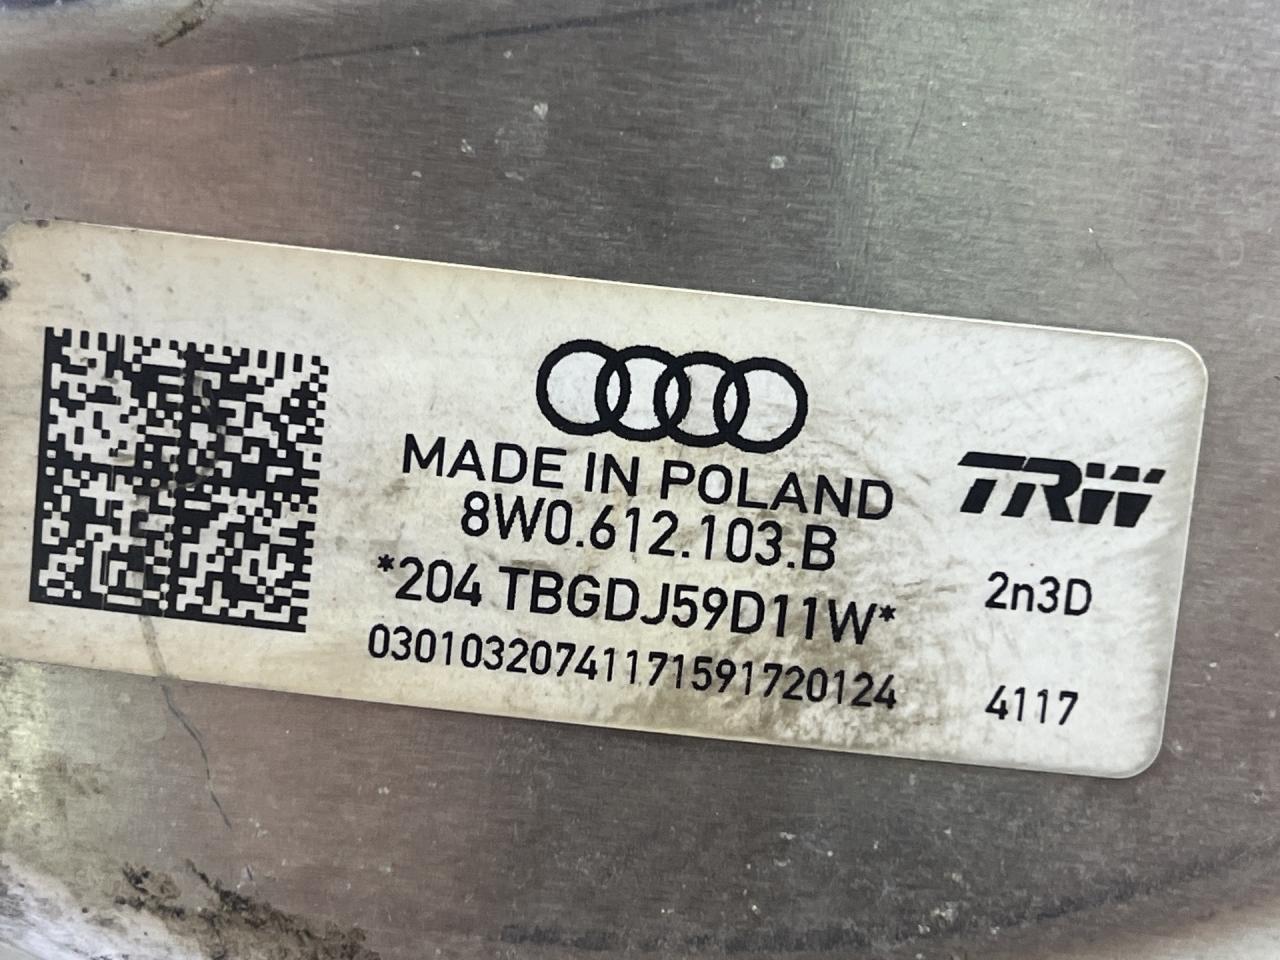 MADE IN POLAND
8W0.612.103.B
*204 TBGDJ59D11W*
03010320741171591720124
TRW
2n3D
4117